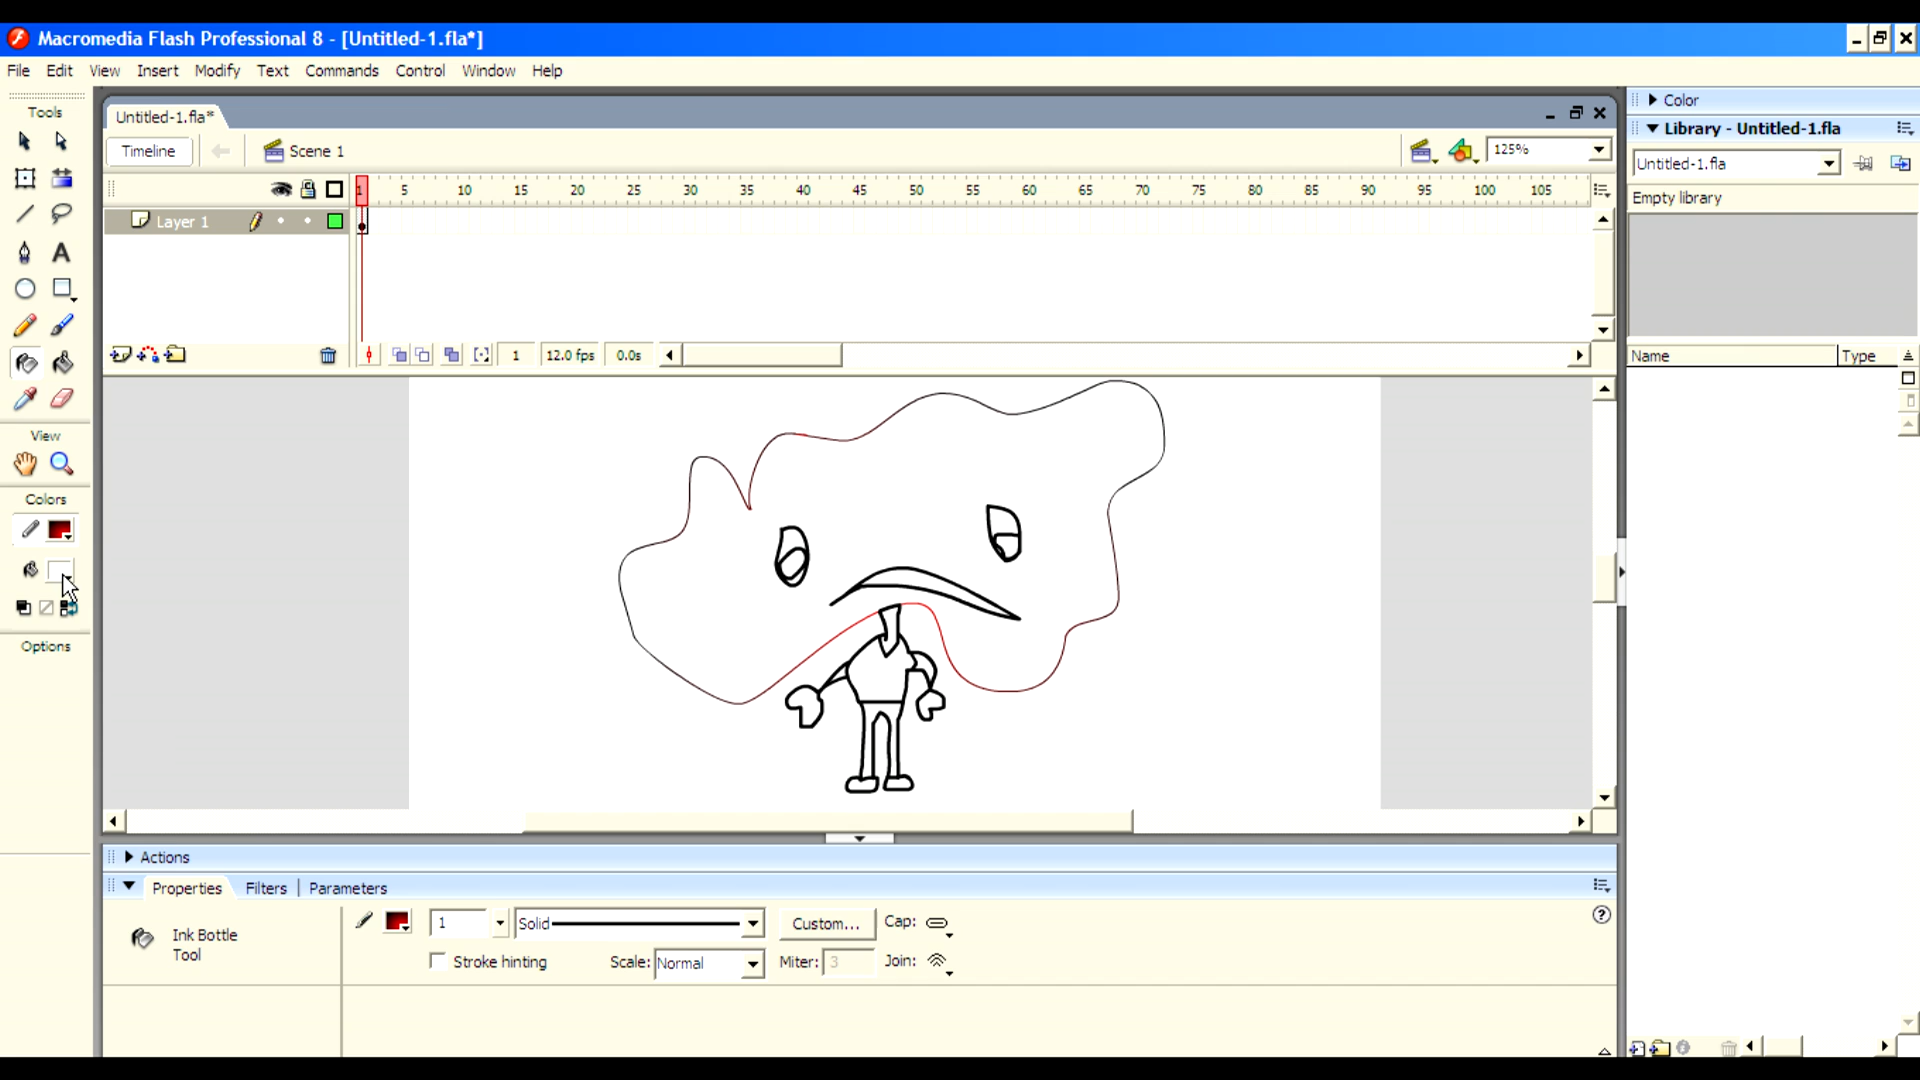 Macromedia Flash Professional 8 - [Untitled-1.fla*]
File Edit View Insert Modify Text Commands Control Window Help
Tools
Untitled-1.fla*
Timeline
Scene 1
125%
1 5 10 15 20 25 30 35 40 45 50 55 60 65 70 75 80 85 90 95 100 105
Layer 1
1 12.0 fps 0.0s
View
Colors
Options
Color
Library - Untitled-1.fla
Untitled-1.fla
Empty library
Name Type
Actions
Properties Filters Parameters
Ink Bottle
Tool
1 Solid Custom... Cap:
Stroke hinting Scale: Normal Miter: 3 Join: